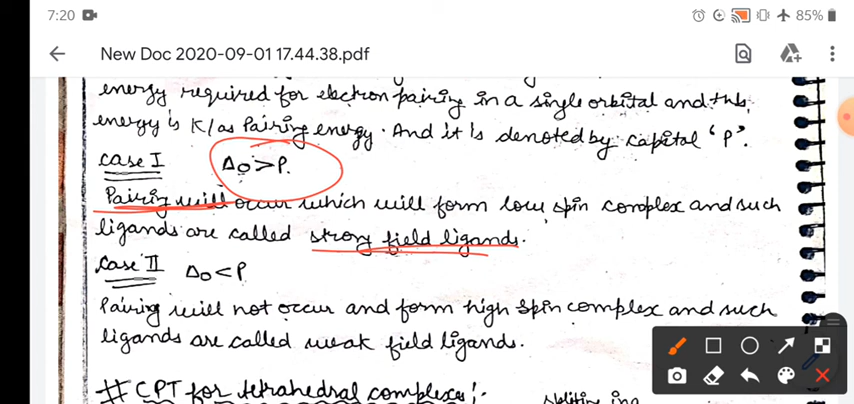 7:20
85%
New Doc 2020-09-01 17.44.38.pdf
energy required for electron pairing in a single orbital and this
energy is K/as Pairing energy. And it is denoted by capital 'P'.
Case I Δo > P.
Pairing will occur which will form low spin complex and such
ligands are called strong field ligands.
Case II Δo < P
Pairing will not occur and form high spin complex and such
ligands are called weak field ligands.
# CFT for tetrahedral complexes:-